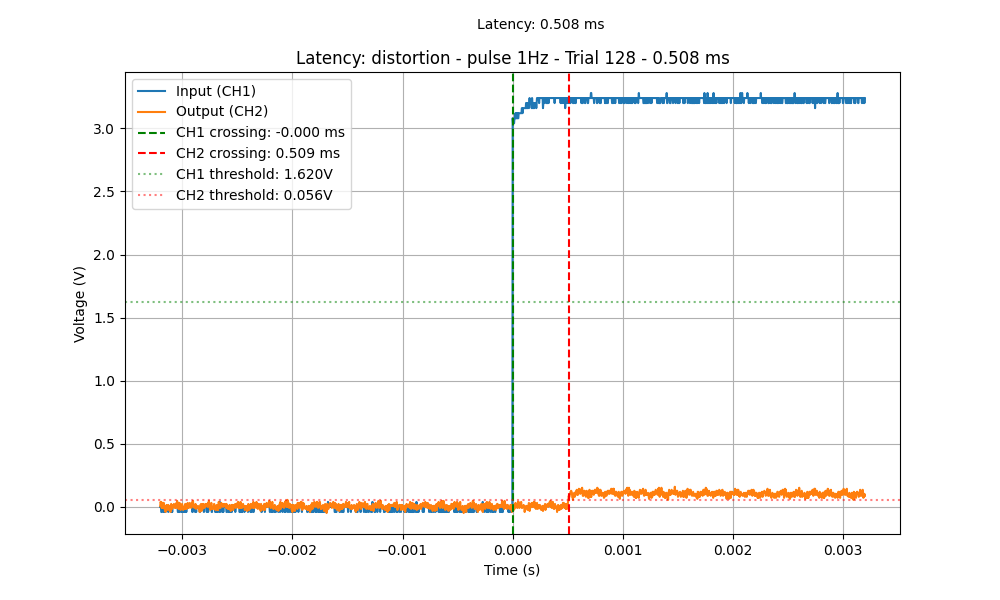 Latency: 0.508 ms
Latency: distortion - pulse 1Hz - Trial 128 - 0.508 ms
Input (CH1)
Output (CH2)
CH1 crossing: -0.000 ms
CH2 crossing: 0.509 ms
CH1 threshold: 1.620V
CH2 threshold: 0.056V
3.0
2.5
2.0
1.5
1.0
0.5
0.0
Voltage (V)
−0.003 −0.002 −0.001 0.000 0.001 0.002 0.003
Time (s)